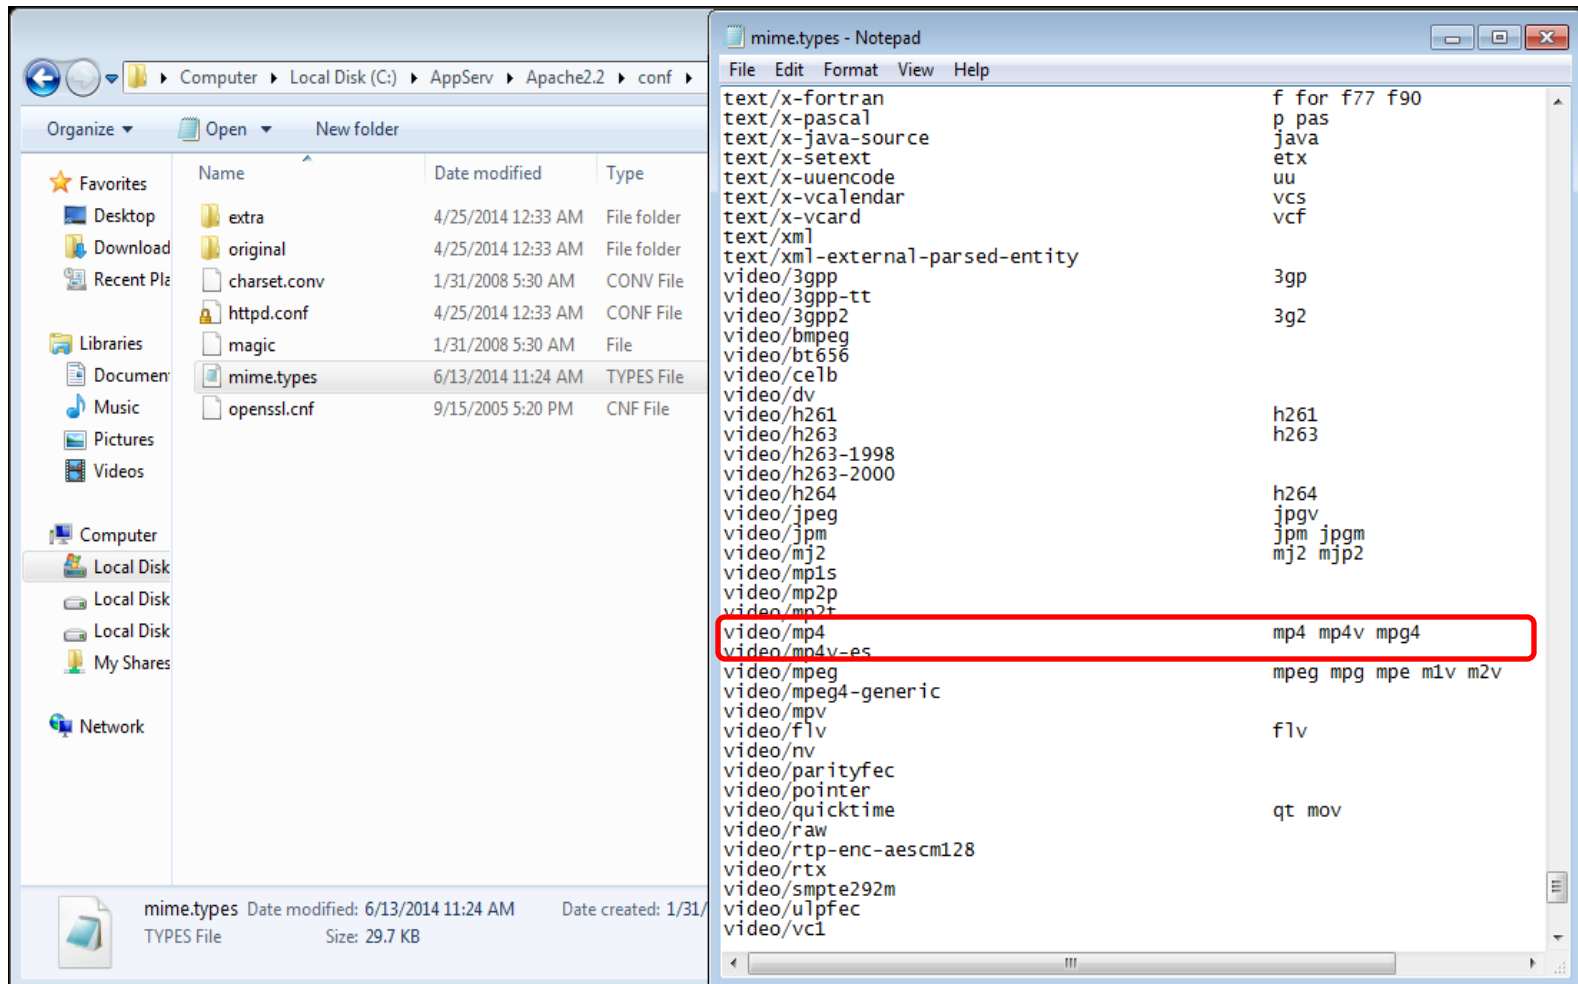 Computer ▸ Local Disk (C:) ▸ AppServ ▸ Apache2.2 ▸ conf ▸
Organize Open New folder
Favorites
Desktop
Download
Recent Pla
Libraries
Documen
Music
Pictures
Videos
Computer
Local Disk
Local Disk
Local Disk
My Shares
Network
Name Date modified Type
extra 4/25/2014 12:33 AM File folder
original 4/25/2014 12:33 AM File folder
charset.conv 1/31/2008 5:30 AM CONV File
httpd.conf 4/25/2014 12:33 AM CONF File
magic 1/31/2008 5:30 AM File
mime.types 6/13/2014 11:24 AM TYPES File
openssl.cnf 9/15/2005 5:20 PM CNF File
mime.types Date modified: 6/13/2014 11:24 AM Date created: 1/31/
TYPES File Size: 29.7 KB
mime.types - Notepad
File Edit Format View Help
text/x-fortran f for f77 f90
text/x-pascal p pas
text/x-java-source java
text/x-setext etx
text/x-uuencode uu
text/x-vcalendar vcs
text/x-vcard vcf
text/xml
text/xml-external-parsed-entity
video/3gpp 3gp
video/3gpp-tt
video/3gpp2 3g2
video/bmpeg
video/bt656
video/celb
video/dv
video/h261 h261
video/h263 h263
video/h263-1998
video/h263-2000
video/h264 h264
video/jpeg jpgv
video/jpm jpm jpgm
video/mj2 mj2 mjp2
video/mp1s
video/mp2p
video/mp2t
video/mp4 mp4 mp4v mpg4
video/mp4v-es
video/mpeg mpeg mpg mpe m1v m2v
video/mpeg4-generic
video/mpv
video/flv flv
video/nv
video/parityfec
video/pointer
video/quicktime qt mov
video/raw
video/rtp-enc-aescm128
video/rtx
video/smpte292m
video/ulpfec
video/vc1